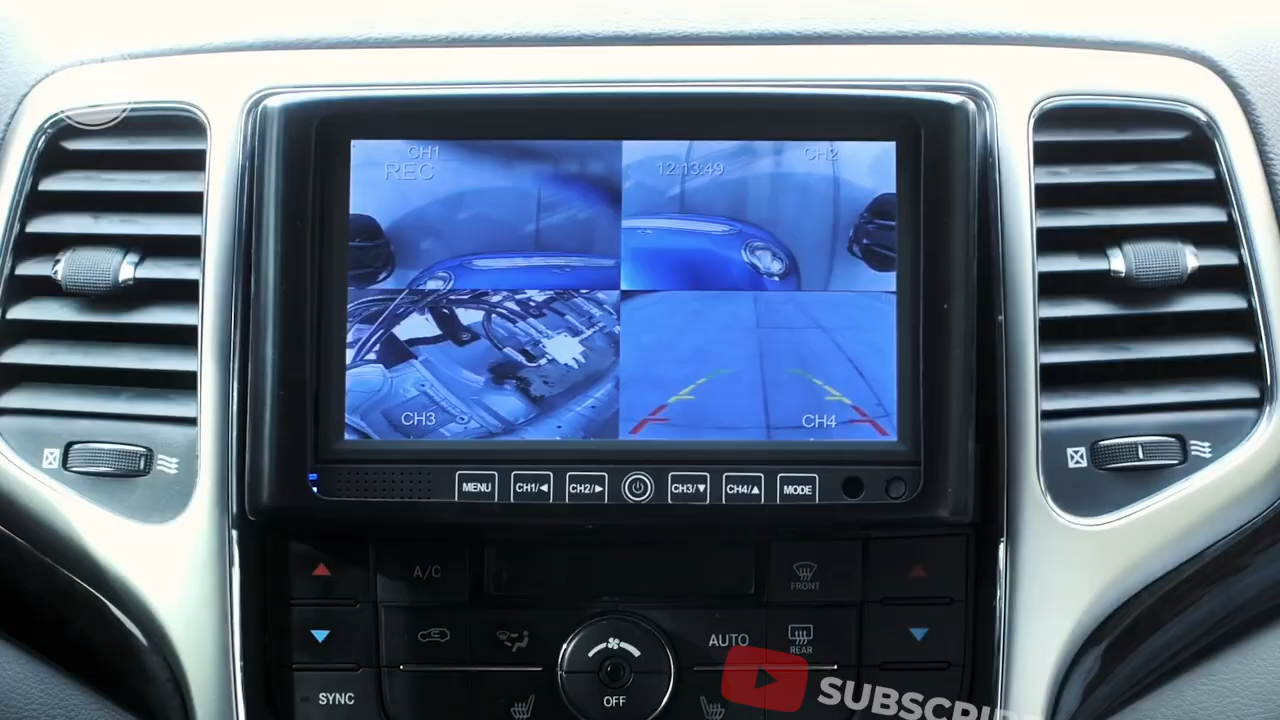 CH1
REC
CH2
12:13:49
CH3
CH4
MENU
CH1/◀
CH2/▶
CH3/▼
CH4/▲
MODE
A/C
FRONT
AUTO
REAR
SYNC
OFF
SUBSCRIBE